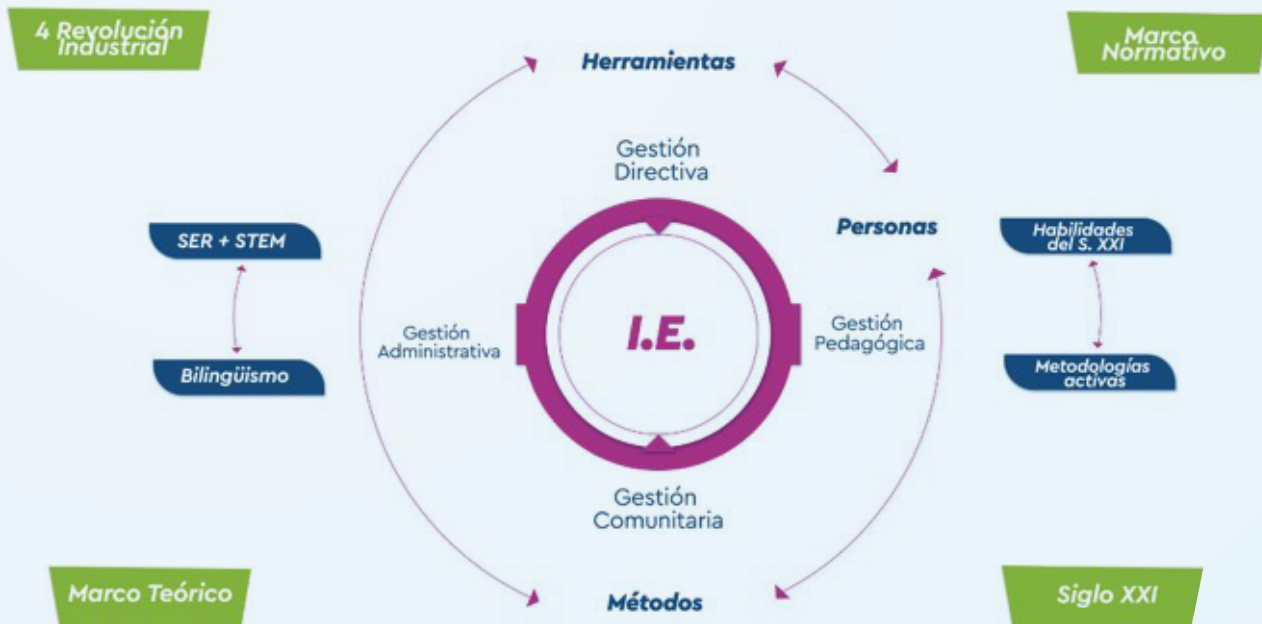 4 Revolución
Industrial
Marco
Normativo
Herramientas
Gestión
Directiva
SER + STEM
Personas
Habilidades
del S. XXI
I.E.
Gestión
Administrativa
Gestión
Pedagógica
Bilingüismo
Metodologías
activas
Gestión
Comunitaria
Marco Teórico
Métodos
Siglo XXI